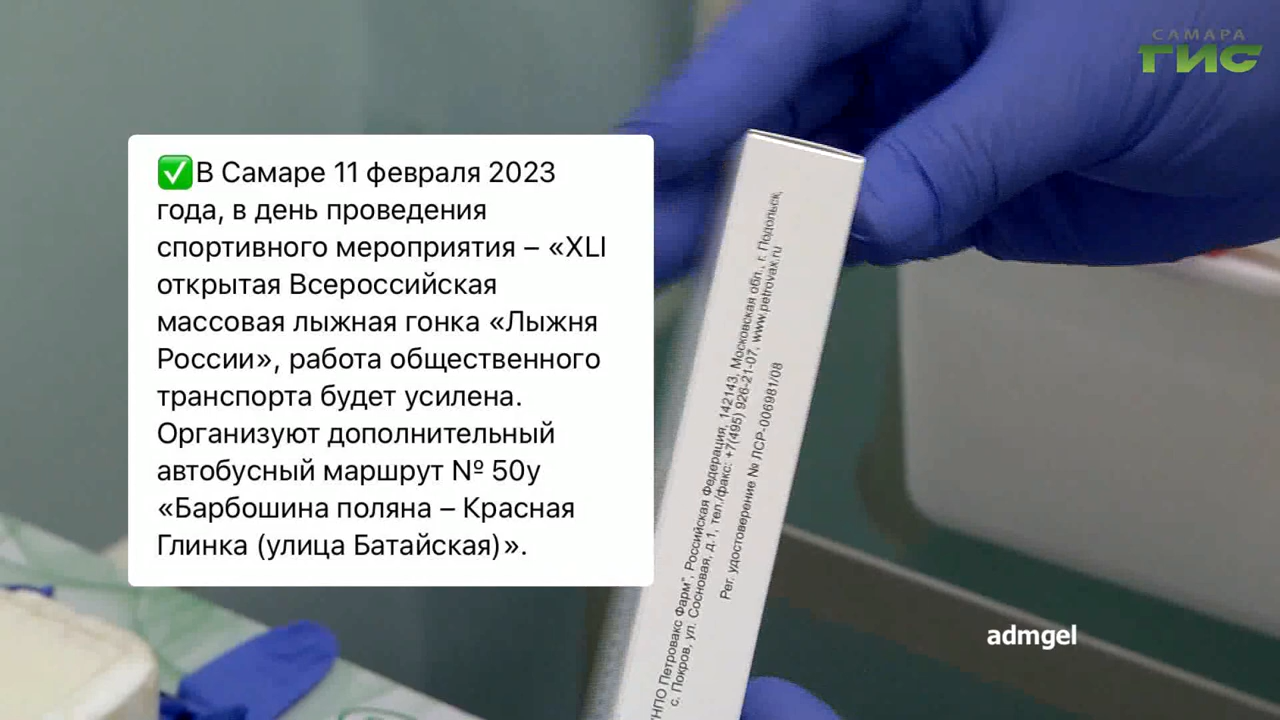 САМАРА
ГИС
✅В Самаре 11 февраля 2023
года, в день проведения
спортивного мероприятия – «XLI
открытая Всероссийская
массовая лыжная гонка «Лыжня
России», работа общественного
транспорта будет усилена.
Организуют дополнительный
автобусный маршрут № 50у
«Барбошина поляна – Красная
Глинка (улица Батайская)».
НПО Петровакс Фарм", Российская Федерация, 142143, Московская обл., г. Подольск,
с. Покров, ул. Сосновая, д.1, тел./факс: +7(495) 926-21-07, www.petrovax.ru
Рег. удостоверение № ЛСР-006981/08
admgel